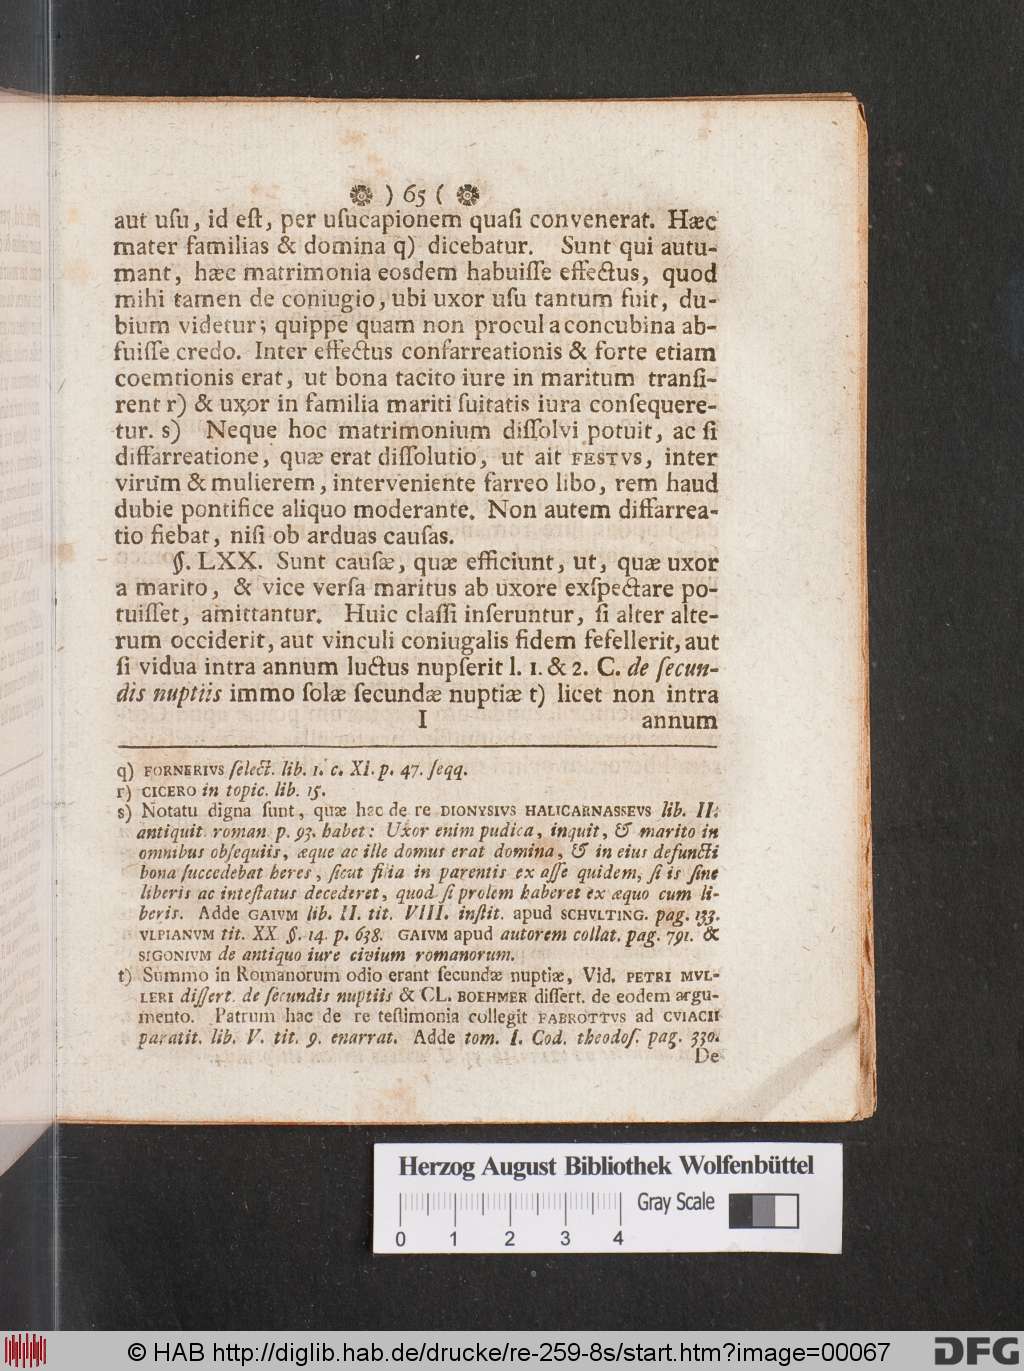 ) 65 (
aut uſu, id eſt, per uſucapionem quaſi convenerat. Hæc
mater familias & domina q) dicebatur. Sunt qui autu-
mant, hæc matrimonia eosdem habuiſſe effectus, quod
mihi tamen de coniugio, ubi uxor uſu tantum fuit, du-
bium videtur; quippe quam non procul a concubina ab-
fuiſſe credo. Inter effectus confarreationis & forte etiam
coemtionis erat, ut bona tacito iure in maritum tranſi-
rent r) & uxor in familia mariti ſuitatis iura conſequere-
tur. s) Neque hoc matrimonium diſſolvi potuit, ac ſi
diffarreatione, quæ erat diſſolutio, ut ait FESTVS, inter
virum & mulierem, interveniente farreo libo, rem haud
dubie pontifice aliquo moderante. Non autem diffarrea-
tio fiebat, niſi ob arduas cauſas.
§. LXX. Sunt cauſæ, quæ efficiunt, ut, quæ uxor
a marito, & vice verſa maritus ab uxore exſpectare po-
tuiſſet, amittantur. Huic claſſi inſeruntur, ſi alter alte-
rum occiderit, aut vinculi coniugalis fidem fefellerit, aut
ſi vidua intra annum luctus nupſerit l. 1. & 2. C. de ſecun-
dis nuptiis immo ſolæ ſecundæ nuptiæ t) licet non intra
I annum
q) FORNERIVS ſelect. lib. 1. c. XI. p. 47. ſeqq.
r) CICERO in topic. lib. 15.
s) Notatu digna ſunt, quæ hac de re DIONYSIVS HALICARNASSEVS lib. II.
antiquit. roman. p. 93. habet: Uxor enim pudica, inquit, & marito in
omnibus obſequiis, æque ac ille domus erat domina, & in eius defuncti
bona ſuccedebat heres, ſicut filia in parentis ex aſſe quidem, ſi is ſine
liberis ac inteſtatus decederet, quod ſi prolem haberet ex æquo cum li-
beris. Adde GAIVM lib. II. tit. VIII. inſtit. apud SCHVLTING. pag. 133.
VLPIANVM tit. XX. §. 14. p. 638. GAIVM apud autorem collat. pag. 791. &
SIGONIVM de antiquo iure civium romanorum.
t) Summo in Romanorum odio erant ſecundæ nuptiæ, Vid. PETRI MVL-
LERI diſſert. de ſecundis nuptiis & CL. BOEHMER diſſert. de eodem argu-
mento. Patrum hac de re teſtimonia collegit FABROTTVS ad CVIACII
paratit. lib. V. tit. 9. enarrat. Adde tom. I. Cod. theodoſ. pag. 330.
De
Herzog August Bibliothek Wolfenbüttel
Gray Scale
0 1 2 3 4
© HAB http://diglib.hab.de/drucke/re-259-8s/start.htm?image=00067
DFG